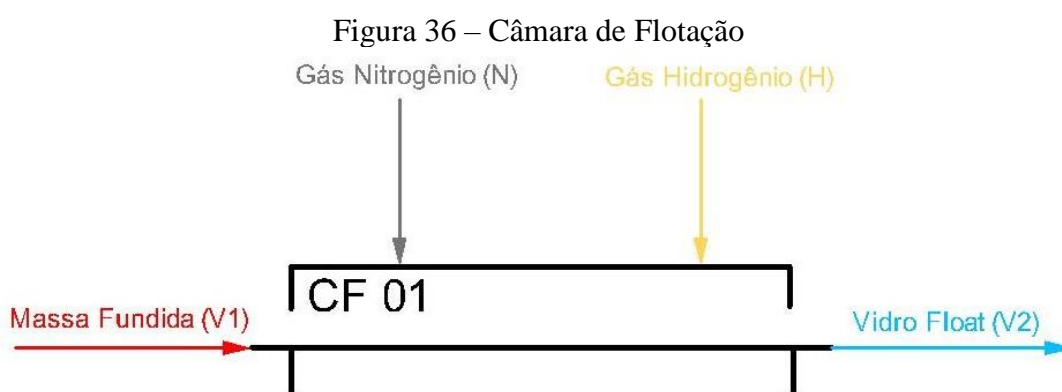 Figura 36 – Câmara de Flotação
Gás Nitrogênio (N)
Gás Hidrogênio (H)
CF 01
Massa Fundida (V1)
Vidro Float (V2)